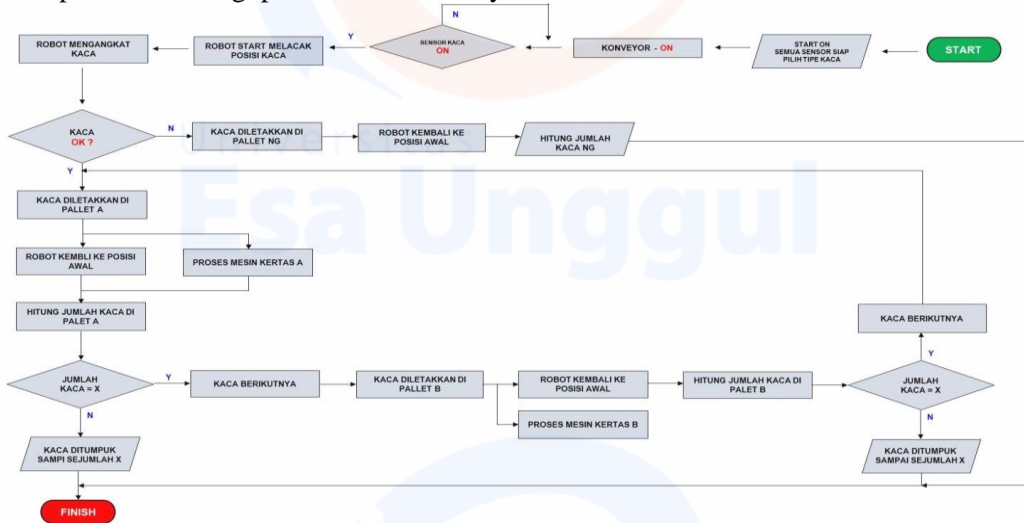 N
ROBOT MENGANGKAT
KACA
Y
ROBOT START MELACAK
POSISI KACA
SENSOR KACA
ON
KONVEYOR - ON
START ON
SEMUA SENSOR SIAP
PILIH TIPE KACA
START
KACA
OK ?
N
KACA DILETAKKAN DI
PALLET NG
ROBOT KEMBALI KE
POSISI AWAL
HITUNG JUMLAH
KACA NG
Universitas
Esa Unggul
Y
KACA DILETAKKAN DI
PALLET A
ROBOT KEMBLI KE POSISI
AWAL
PROSES MESIN KERTAS A
HITUNG JUMLAH KACA DI
PALET A
KACA BERIKUTNYA
Y
JUMLAH
KACA = X
Y
KACA BERIKUTNYA
KACA DILETAKKAN DI
PALLET B
ROBOT KEMBALI KE
POSISI AWAL
HITUNG JUMLAH KACA DI
PALET B
JUMLAH
KACA = X
PROSES MESIN KERTAS B
N
N
KACA DITUMPUK
SAMPI SEJUMLAH X
KACA DITUMPUK
SAMPAI SEJUMLAH X
FINISH